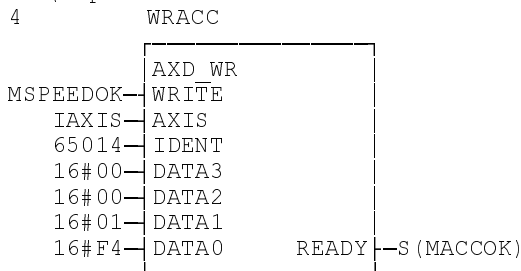 4 WRACC
AXD_WR
MSPEEDOK WRITE
IAXIS AXIS
65014 IDENT
16#00 DATA3
16#00 DATA2
16#01 DATA1
16#F4 DATA0 READY S(MACCOK)